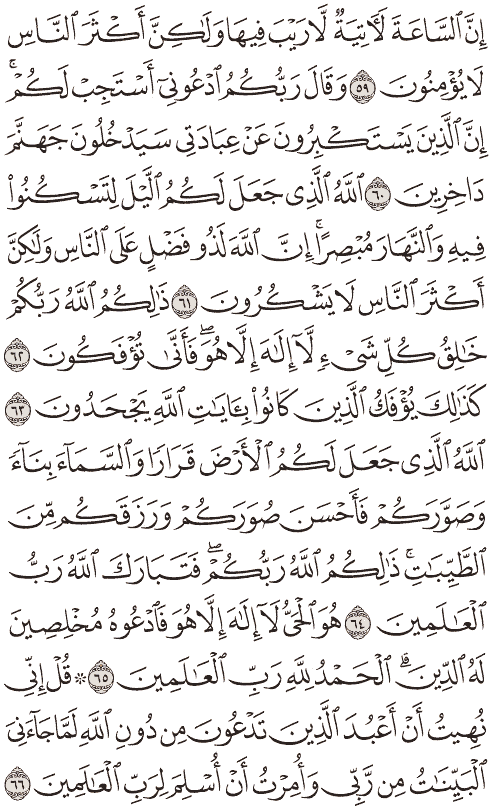 إِنَّ ٱلسَّاعَةَ لَأٓتِيَةٌ لَّا رَيْبَ فِيهَا وَلَٰكِنَّ أَكْثَرَ ٱلنَّاسِ
لَا يُؤْمِنُونَ ٥٩ وَقَالَ رَبُّكُمُ ٱدْعُونِيٓ أَسْتَجِبْ لَكُمْۚ
إِنَّ ٱلَّذِينَ يَسْتَكْبِرُونَ عَنْ عِبَادَتِي سَيَدْخُلُونَ جَهَنَّمَ
دَاخِرِينَ ٦٠ ٱللَّهُ ٱلَّذِي جَعَلَ لَكُمُ ٱلَّيْلَ لِتَسْكُنُوا۟
فِيهِ وَٱلنَّهَارَ مُبْصِرًاۚ إِنَّ ٱللَّهَ لَذُو فَضْلٍ عَلَى ٱلنَّاسِ وَلَٰكِنَّ
أَكْثَرَ ٱلنَّاسِ لَا يَشْكُرُونَ ٦١ ذَٰلِكُمُ ٱللَّهُ رَبُّكُمْ
خَٰلِقُ كُلِّ شَيْءٍ لَّآ إِلَٰهَ إِلَّا هُوَۖ فَأَنَّىٰ تُؤْفَكُونَ ٦٢
كَذَٰلِكَ يُؤْفَكُ ٱلَّذِينَ كَانُوا۟ بِـَٔايَٰتِ ٱللَّهِ يَجْحَدُونَ ٦٣
ٱللَّهُ ٱلَّذِي جَعَلَ لَكُمُ ٱلْأَرْضَ قَرَارًا وَٱلسَّمَآءَ بِنَآءً
وَصَوَّرَكُمْ فَأَحْسَنَ صُوَرَكُمْ وَرَزَقَكُم مِّنَ
ٱلطَّيِّبَٰتِۚ ذَٰلِكُمُ ٱللَّهُ رَبُّكُمْۖ فَتَبَارَكَ ٱللَّهُ رَبُّ
ٱلْعَٰلَمِينَ ٦٤ هُوَ ٱلْحَيُّ لَآ إِلَٰهَ إِلَّا هُوَ فَٱدْعُوهُ مُخْلِصِينَ
لَهُ ٱلدِّينَۗ ٱلْحَمْدُ لِلَّهِ رَبِّ ٱلْعَٰلَمِينَ ٦٥ ۞ قُلْ إِنِّي
نُهِيتُ أَنْ أَعْبُدَ ٱلَّذِينَ تَدْعُونَ مِن دُونِ ٱللَّهِ لَمَّا جَآءَنِيَ
ٱلْبَيِّنَٰتُ مِن رَّبِّي وَأُمِرْتُ أَنْ أُسْلِمَ لِرَبِّ ٱلْعَٰلَمِينَ ٦٦